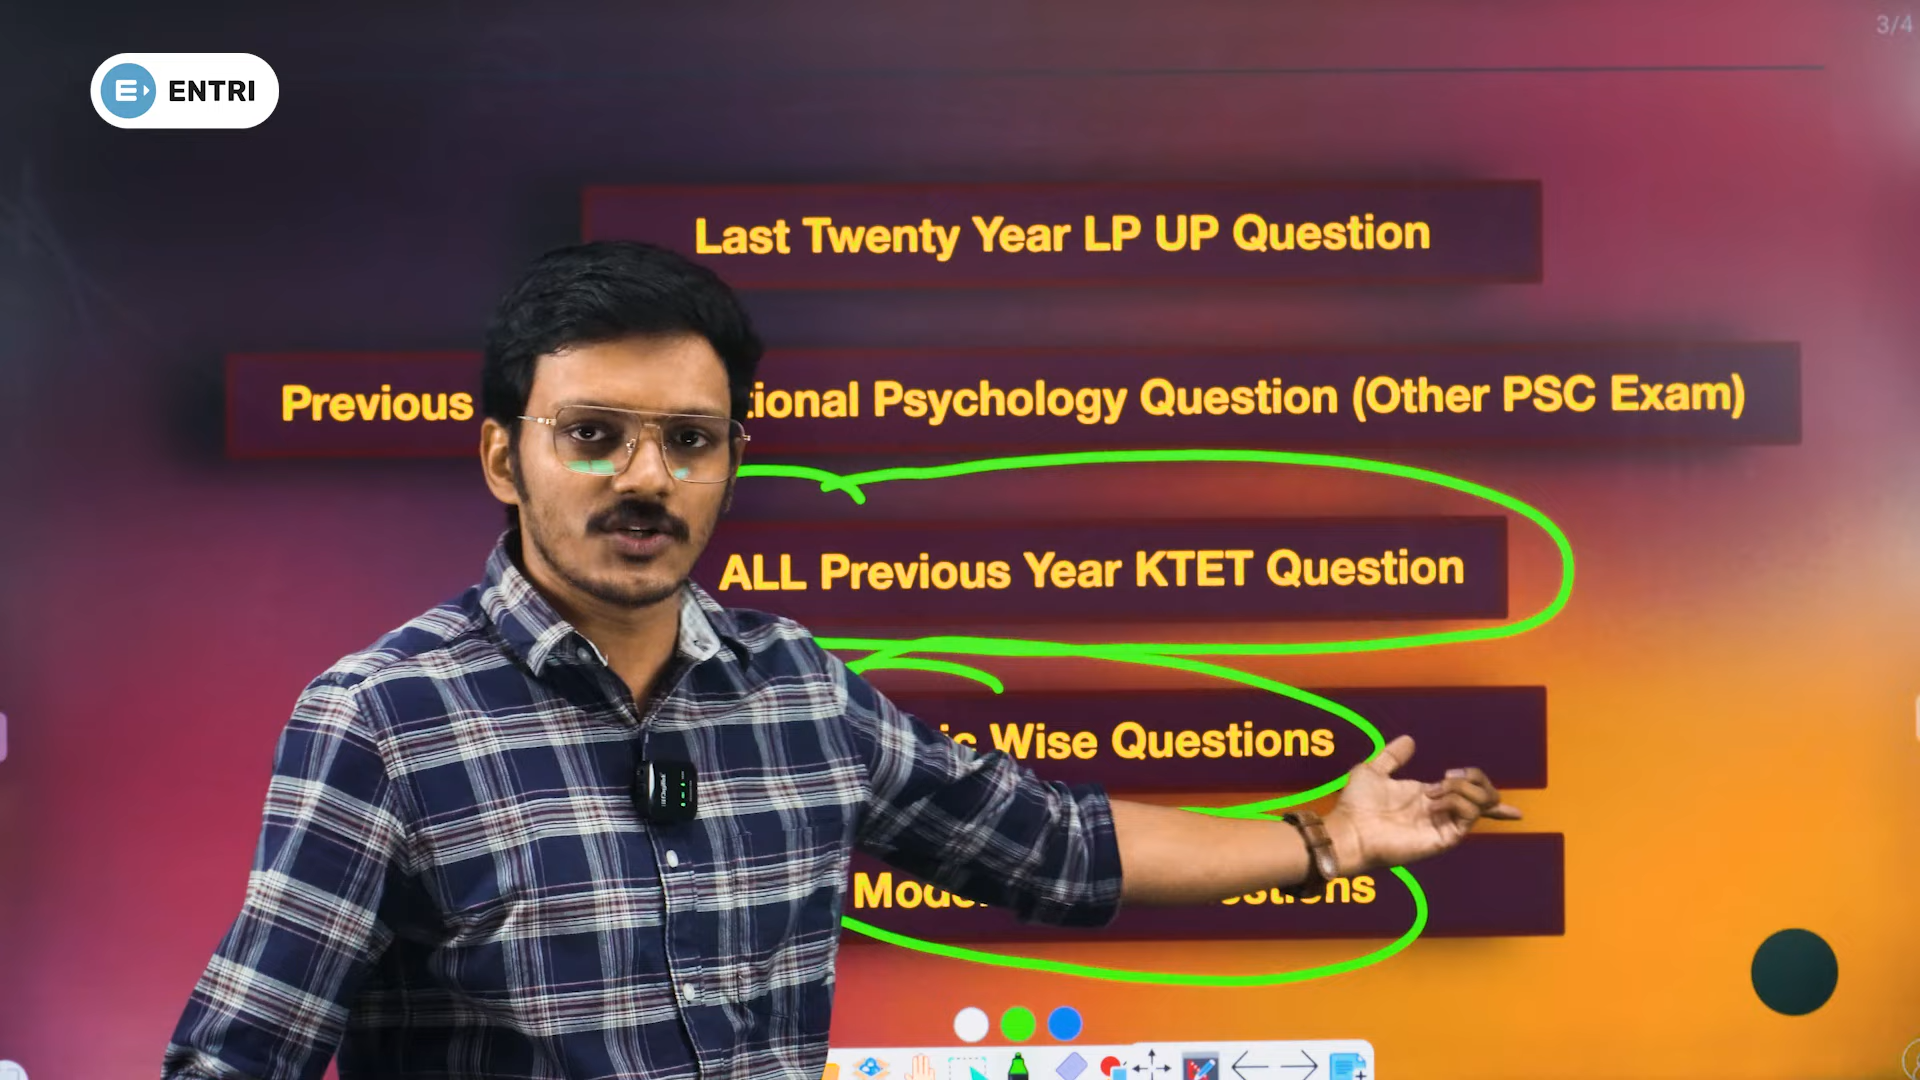 3/4
ENTRI
Last Twenty Year LP UP Question
Previous Psychology Question (Other PSC Exam)
ALL Previous Year KTET Question
Wise Questions